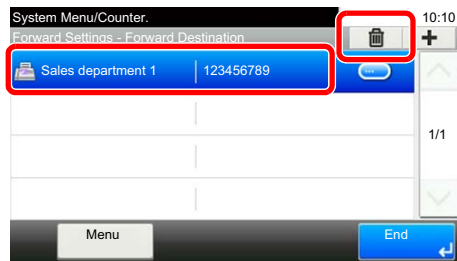 System Menu/Counter.
10:10
Forward Settings - Forward Destination
Sales department 1
123456789
1/1
Menu
End